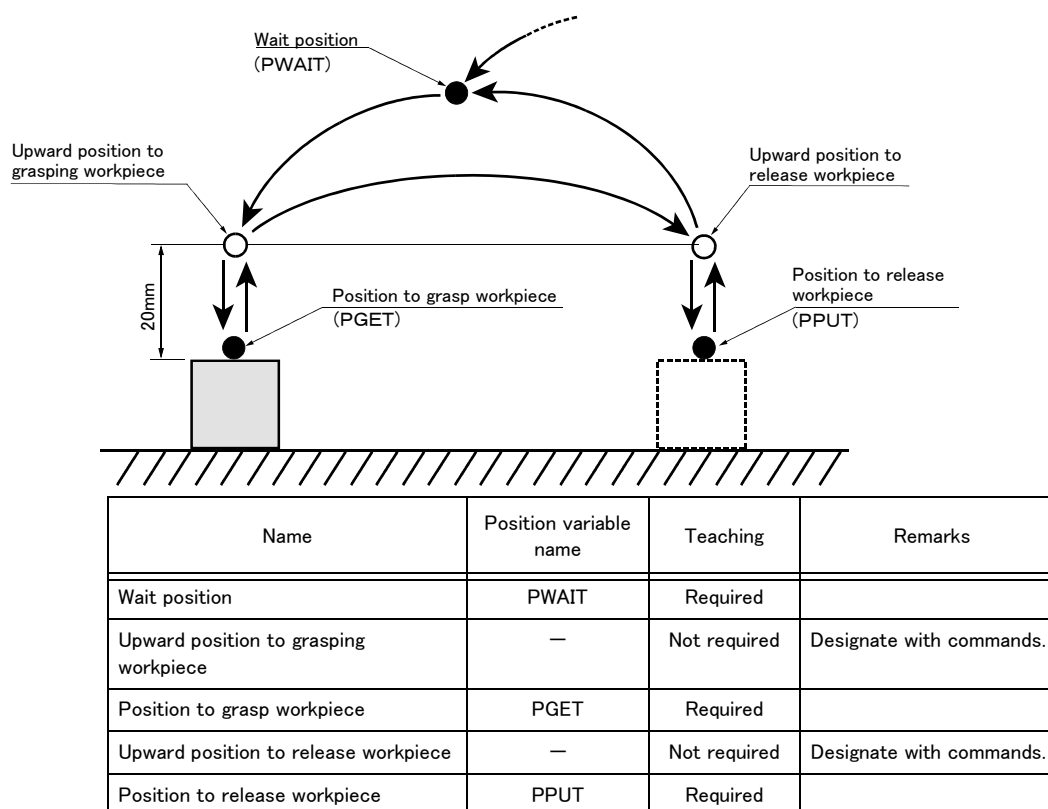 Wait position
(PWAIT)
Upward position to
grasping workpiece
Upward position to
release workpiece
20mm
Position to grasp workpiece
(PGET)
Position to release
workpiece
(PPUT)
Name
Position variable
name
Teaching
Remarks
Wait position
PWAIT
Required
Upward position to grasping
workpiece
—
Not required
Designate with commands.
Position to grasp workpiece
PGET
Required
Upward position to release workpiece
—
Not required
Designate with commands.
Position to release workpiece
PPUT
Required